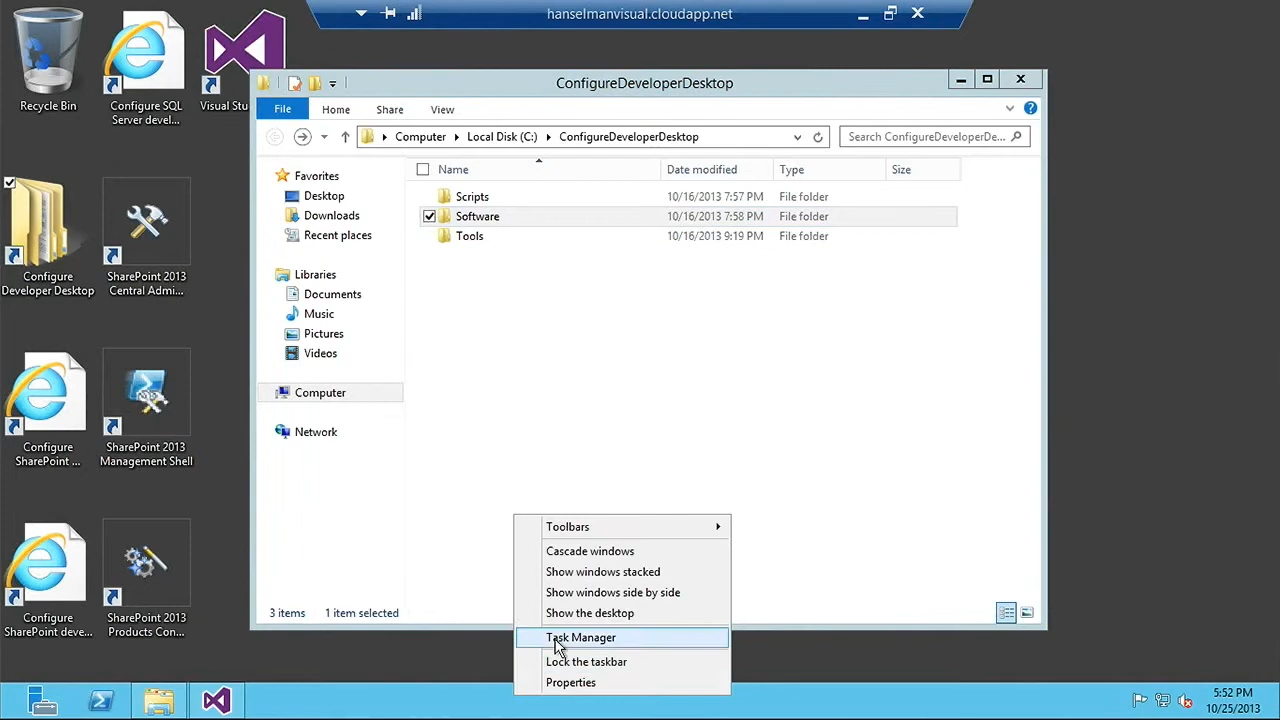 hanselmanvisual.cloudapp.net
Recycle Bin
Configure SQL
Server devel...
Visual Stu
Configure
Developer Desktop
SharePoint 2013
Central Admi...
Configure
SharePoint ...
SharePoint 2013
Management Shell
Configure
SharePoint deve...
SharePoint 2013
Products Con...
ConfigureDeveloperDesktop
File
Home
Share
View
Computer
Local Disk (C:)
ConfigureDeveloperDesktop
Search ConfigureDeveloperDe...
Favorites
Desktop
Downloads
Recent places
Libraries
Documents
Music
Pictures
Videos
Computer
Network
Name Date modified Type Size
Scripts 10/16/2013 7:57 PM File folder
Software 10/16/2013 7:58 PM File folder
Tools 10/16/2013 9:19 PM File folder
3 items 1 item selected
Toolbars
Cascade windows
Show windows stacked
Show windows side by side
Show the desktop
Task Manager
Lock the taskbar
Properties
5:52 PM
10/25/2013